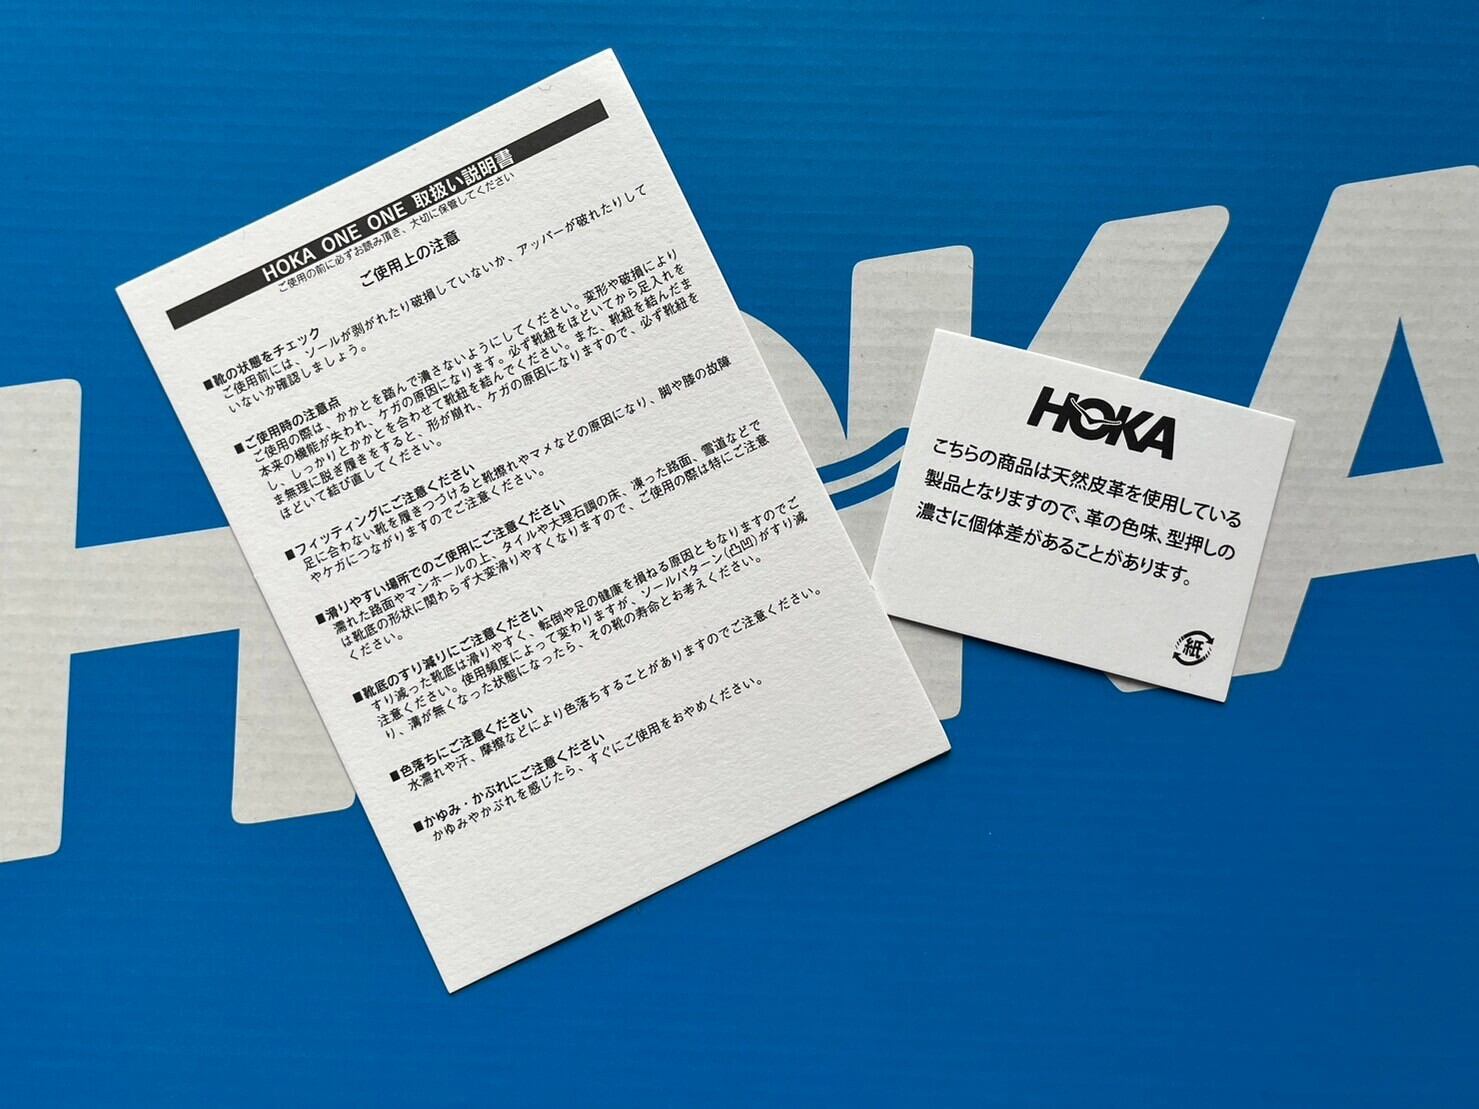 HOKA ONE ONE 取扱い説明書
ご使用の前に必ずお読み頂き、大切に保管してください
ご使用上の注意
■靴の状態をチェック
ご使用前には、ソールが剥がれたり破損していないか、アッパーが破れたりして
いないか確認しましょう。
■ご使用時の注意点
ご使用の際は、かかとを踏んで潰さないようにしてください。変形や破損により
本来の機能が失われ、ケガの原因になります。必ず靴紐をほどいてから足入れを
し、しっかりとかかとを合わせて靴紐を結んでください。また、靴紐を結んだま
ま無理に脱ぎ履きをすると、形が崩れ、ケガの原因になりますので、必ず靴紐を
ほどいて結び直してください。
■フィッティングにご注意ください
足に合わない靴を履きつづけると靴擦れやマメなどの原因になり、脚や膝の故障
やケガにつながりますのでご注意ください。
■滑りやすい場所でのご使用にご注意ください
濡れた路面やマンホールの上、タイルや大理石調の床、凍った路面、雪道などで
は靴底の形状に関わらず大変滑りやすくなりますので、ご使用の際は特にご注意
ください。
■靴底のすり減りにご注意ください
すり減った靴底は滑りやすく、転倒や足の健康を損ねる原因ともなりますのでご
注意ください。使用頻度によって変わりますが、ソールパターン(凸凹)がすり減
り、溝が無くなった状態になったら、その靴の寿命とお考えください。
■色落ちにご注意ください
水濡れや汗、摩擦などにより色落ちすることがありますのでご注意ください。
■かゆみ・かぶれにご注意ください
かゆみやかぶれを感じたら、すぐにご使用をおやめください。
HOKA
こちらの商品は天然皮革を使用している
製品となりますので、革の色味、型押しの
濃さに個体差があることがあります。
紙
HOKA